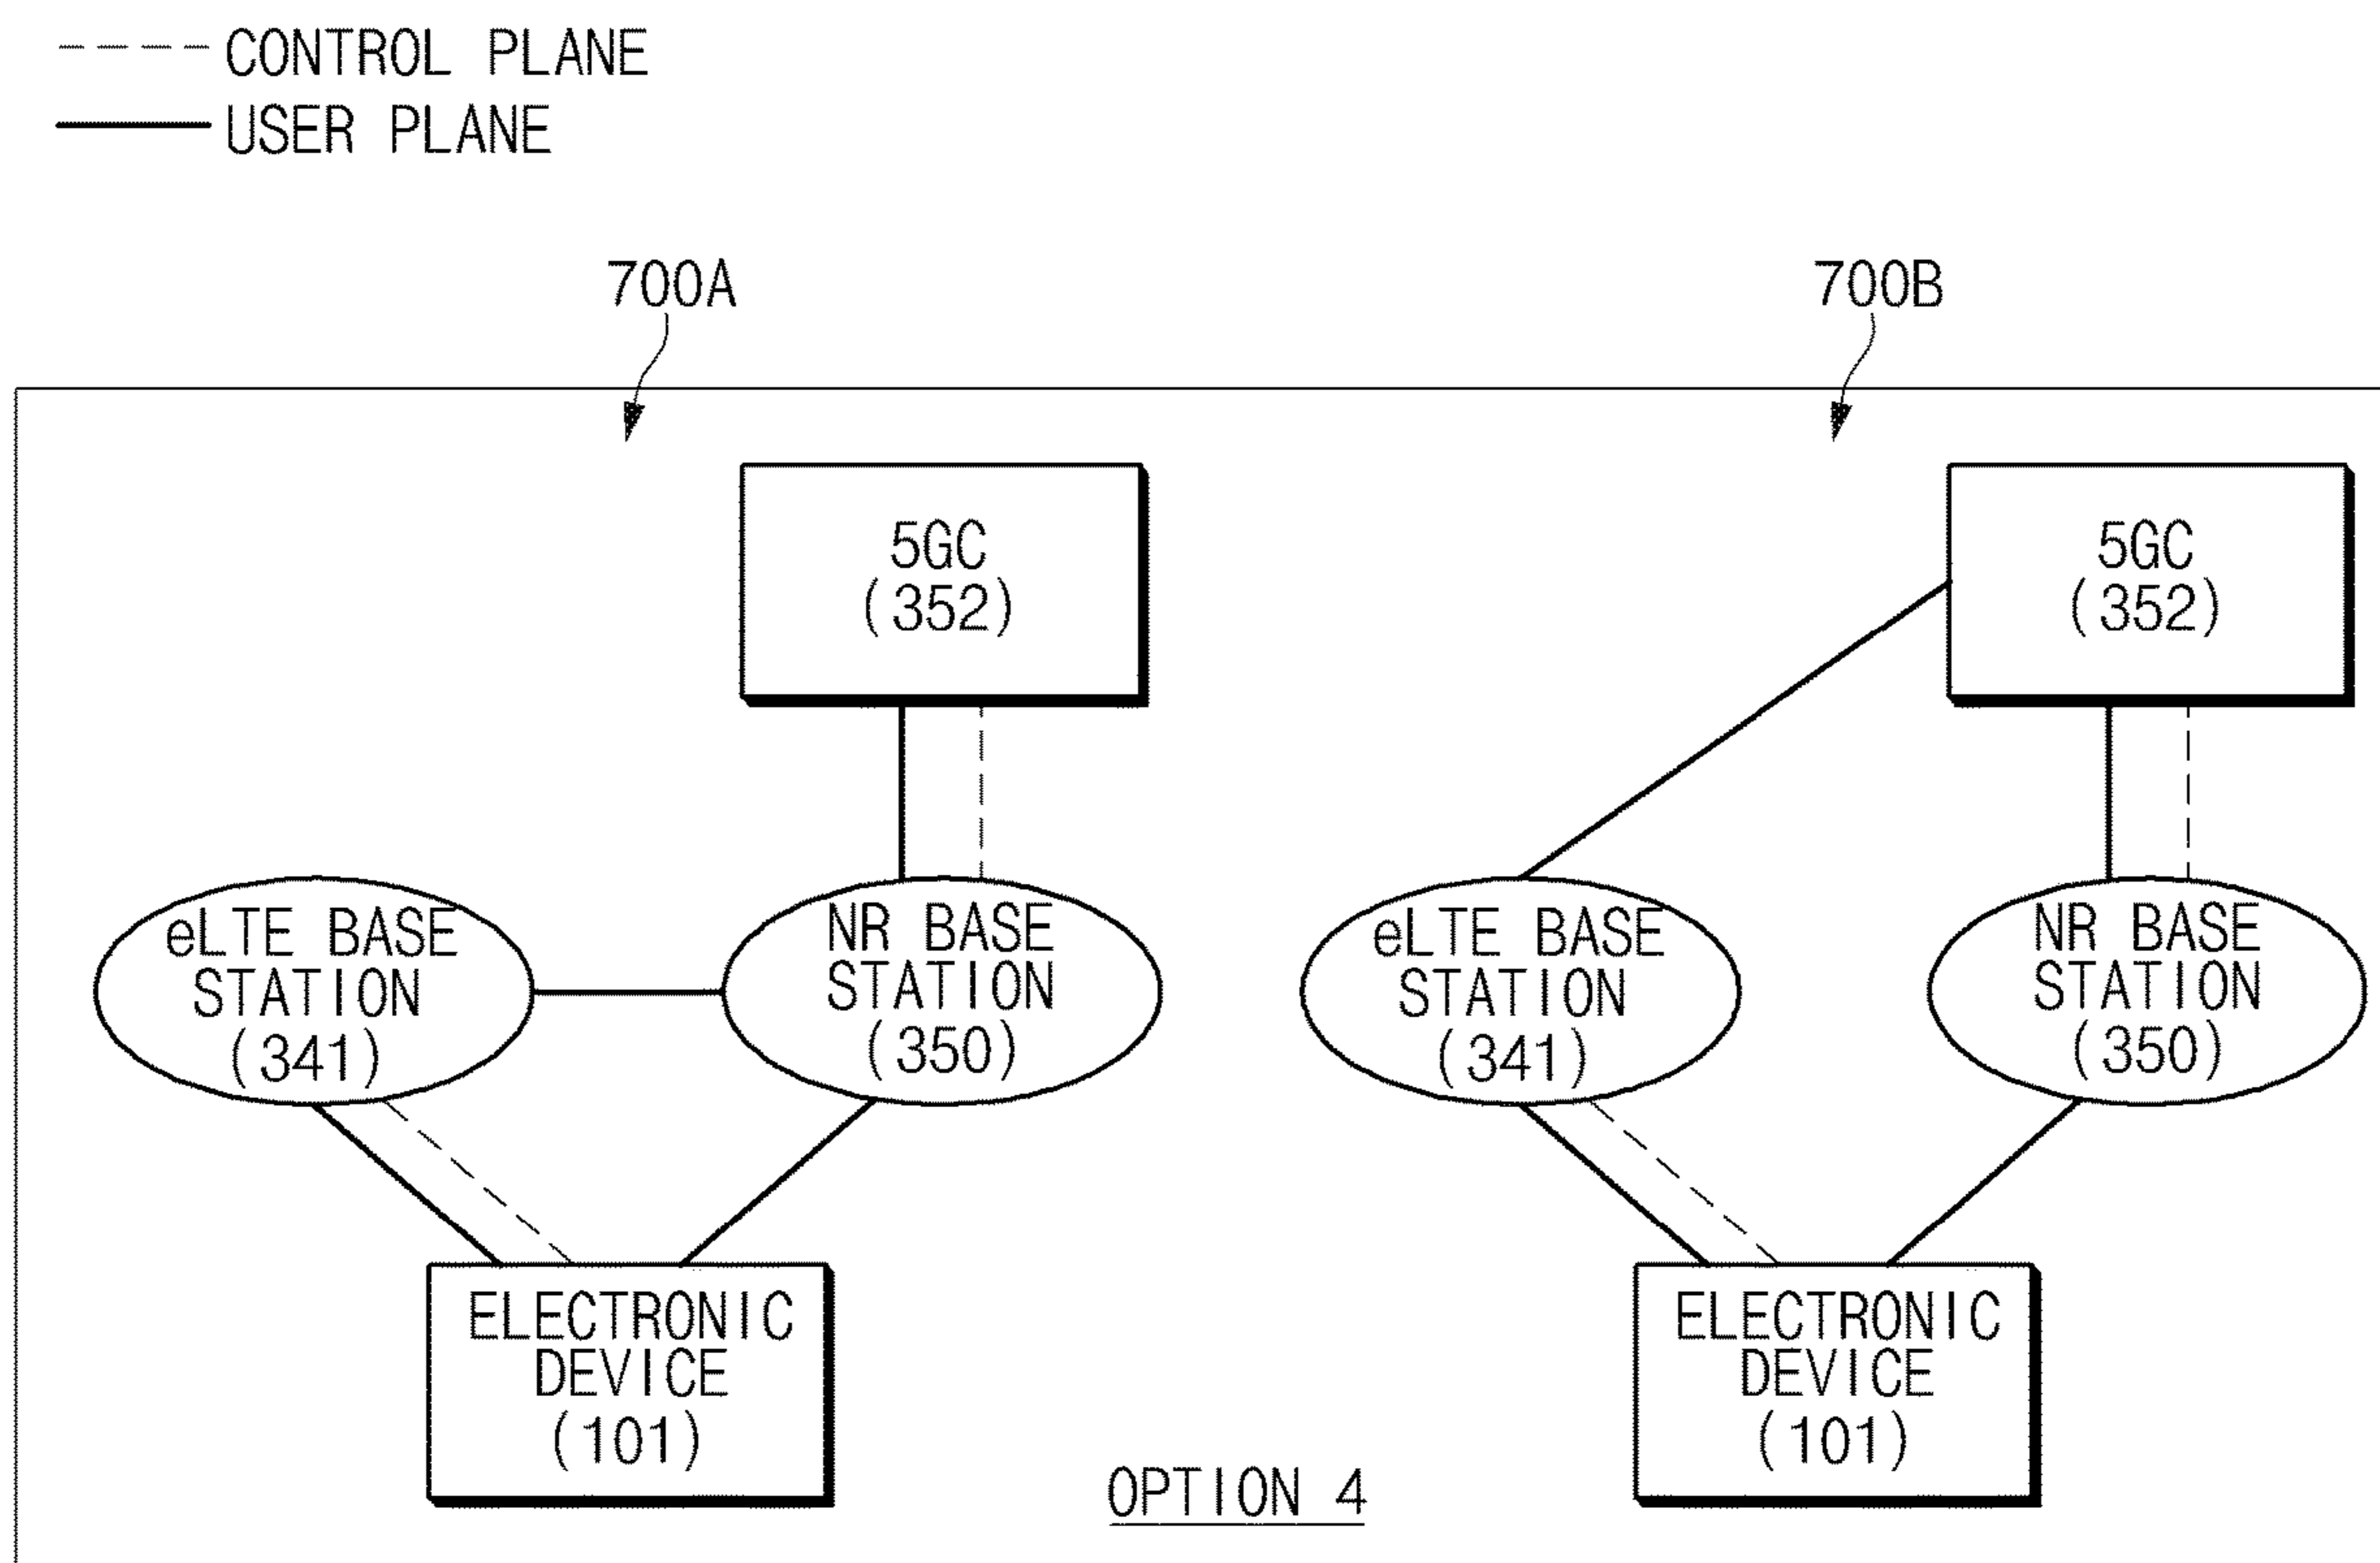 CONTROL PLANE
USER PLANE
700A
700B
5GC
(352)
5GC
(352)
eLTE BASE
STATION
(341)
NR BASE
STATION
(350)
eLTE BASE
STATION
(341)
NR BASE
STATION
(350)
ELECTRONIC
DEVICE
(101)
ELECTRONIC
DEVICE
(101)
OPTION 4